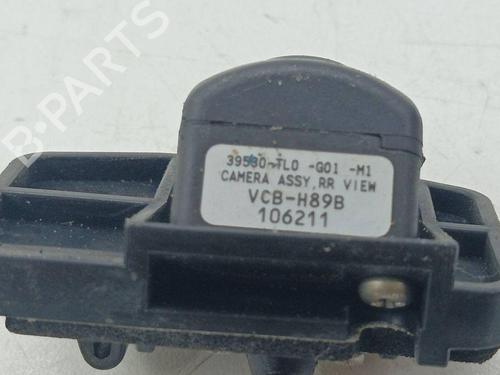 B-PARTS
39530-TL0 -G01 -M1
CAMERA ASSY,RR VIEW
VCB-H89B
106211